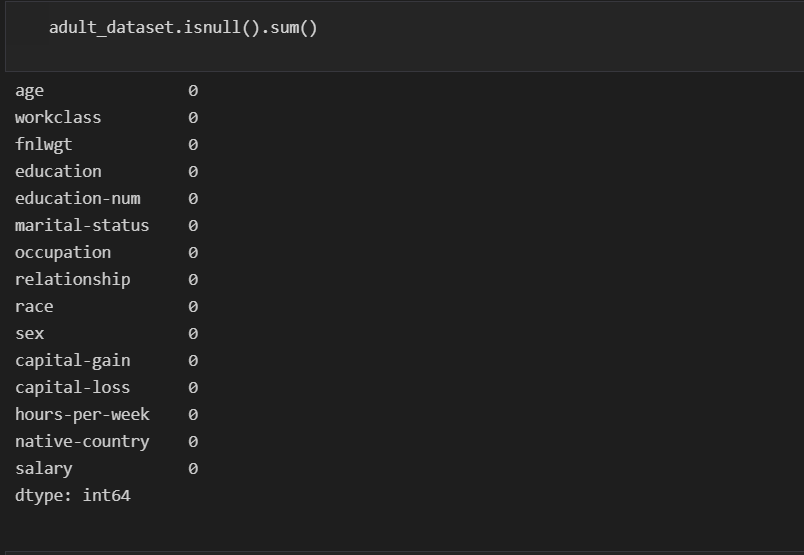 adult_dataset.isnull().sum()
age 0
workclass 0
fnlwgt 0
education 0
education-num 0
marital-status 0
occupation 0
relationship 0
race 0
sex 0
capital-gain 0
capital-loss 0
hours-per-week 0
native-country 0
salary 0
dtype: int64